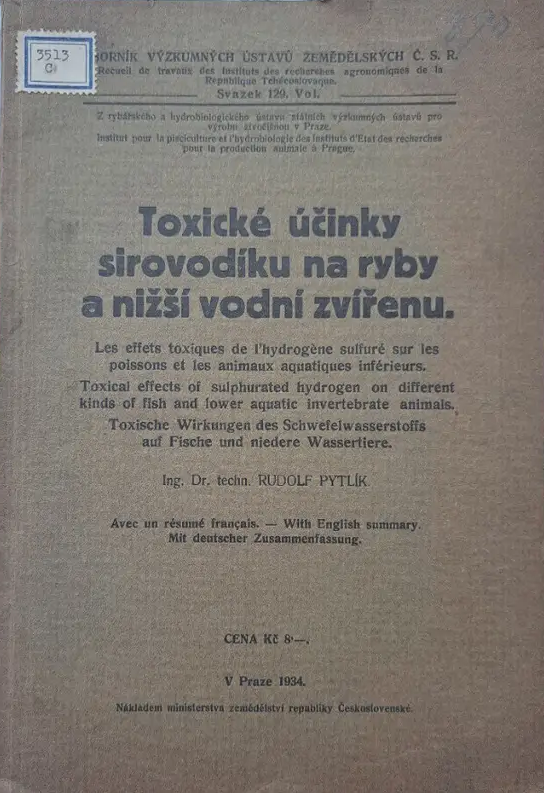 3513
C
SBORNÍK VÝZKUMNÝCH ÚSTAVŮ ZEMĚDĚLSKÝCH Č. S. R.
Recueil de travaux des Instituts des recherches agronomiques de la
République Tchécoslovaque.
Svazek 129. Vol.
Z rybářského a hydrobiologického ústavu státních výzkumných ústavů pro
výrobu živočišnou v Praze.
Institut pour la pisciculture et l'hydrobiologie des Instituts d'Etat des recherches
pour la production animale à Prague.
Toxické účinky
sirovodíku na ryby
a nižší vodní zvířenu.
Les effets toxiques de l'hydrogène sulfuré sur les
poissons et les animaux aquatiques inférieurs.
Toxical effects of sulphurated hydrogen on different
kinds of fish and lower aquatic invertebrate animals.
Toxische Wirkungen des Schwefelwasserstoffs
auf Fische und niedere Wassertiere.
Ing. Dr. techn. RUDOLF PYTLÍK
Avec un résumé français. — With English summary.
Mit deutscher Zusammenfassung.
CENA Kč 8·—.
V Praze 1934.
Nákladem ministerstva zemědělství republiky Československé.